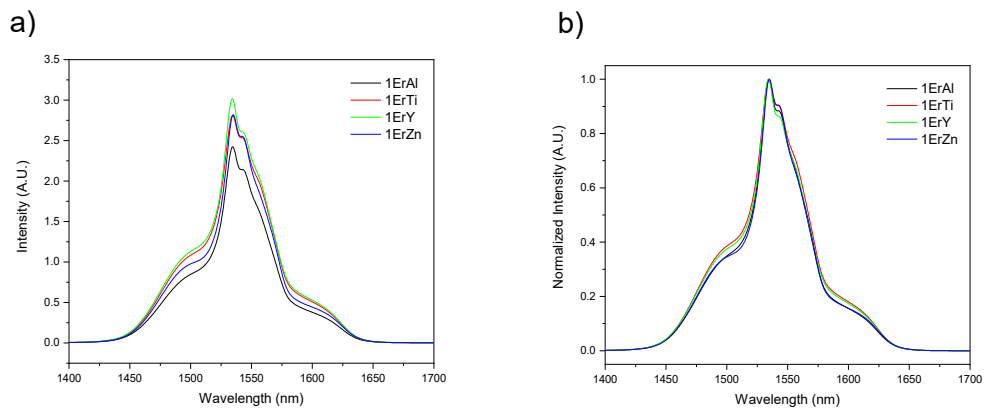 a)
3.5
3.0
2.5
2.0
1.5
1.0
0.5
0.0
Intensity (A.U.)
1400 1450 1500 1550 1600 1650 1700
Wavelength (nm)
1ErAl
1ErTi
1ErY
1ErZn
b)
1.0
0.8
0.6
0.4
0.2
0.0
Normalized Intensity (A.U.)
1400 1450 1500 1550 1600 1650 1700
Wavelength (nm)
1ErAl
1ErTi
1ErY
1ErZn